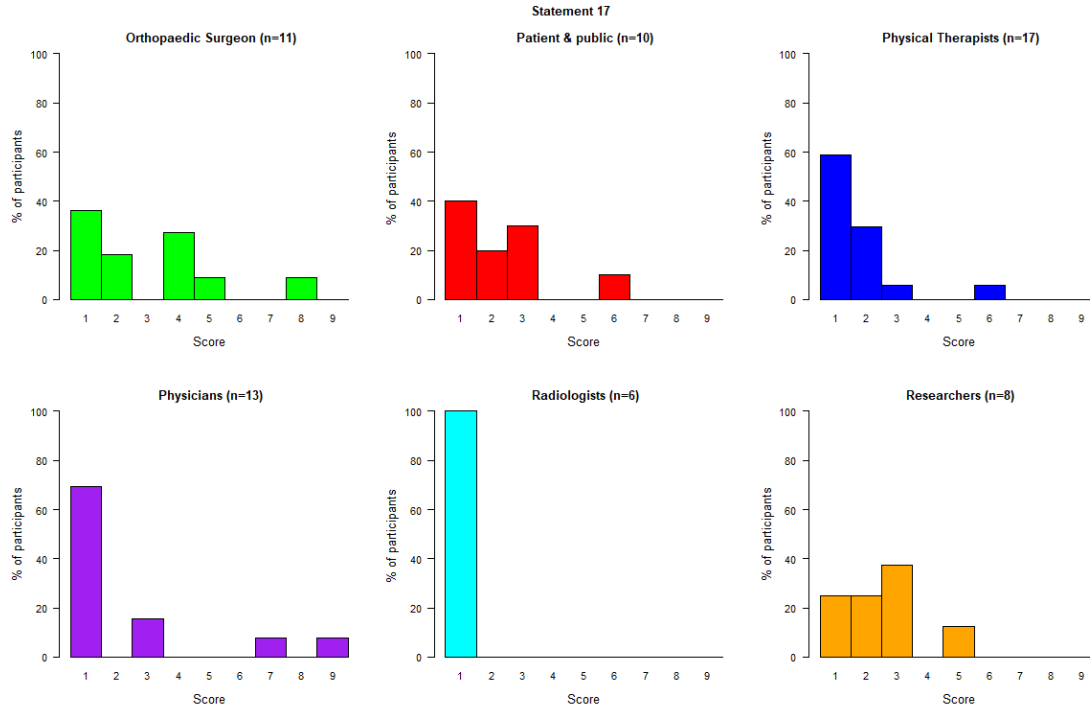 Statement 17
Orthopaedic Surgeon (n=11)
100
80
60
40
20
0
% of participants
1 2 3 4 5 6 7 8 9
Score
Patient & public (n=10)
100
80
60
40
20
0
% of participants
1 2 3 4 5 6 7 8 9
Score
Physical Therapists (n=17)
100
80
60
40
20
0
% of participants
1 2 3 4 5 6 7 8 9
Score
Physicians (n=13)
100
80
60
40
20
0
% of participants
1 2 3 4 5 6 7 8 9
Score
Radiologists (n=6)
100
80
60
40
20
0
% of participants
1 2 3 4 5 6 7 8 9
Score
Researchers (n=8)
100
80
60
40
20
0
% of participants
1 2 3 4 5 6 7 8 9
Score